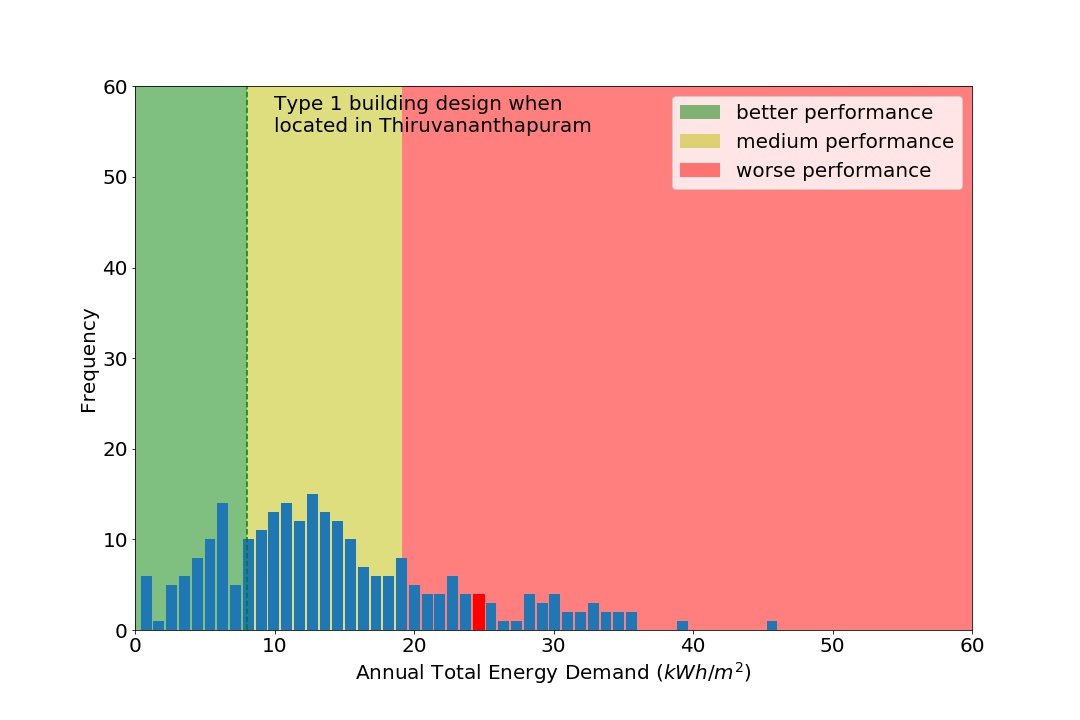 60
50
40
30
20
10
0
Frequency
Type 1 building design when
located in Thiruvananthapuram
better performance
medium performance
worse performance
0 10 20 30 40 50 60
Annual Total Energy Demand (kWh/m²)